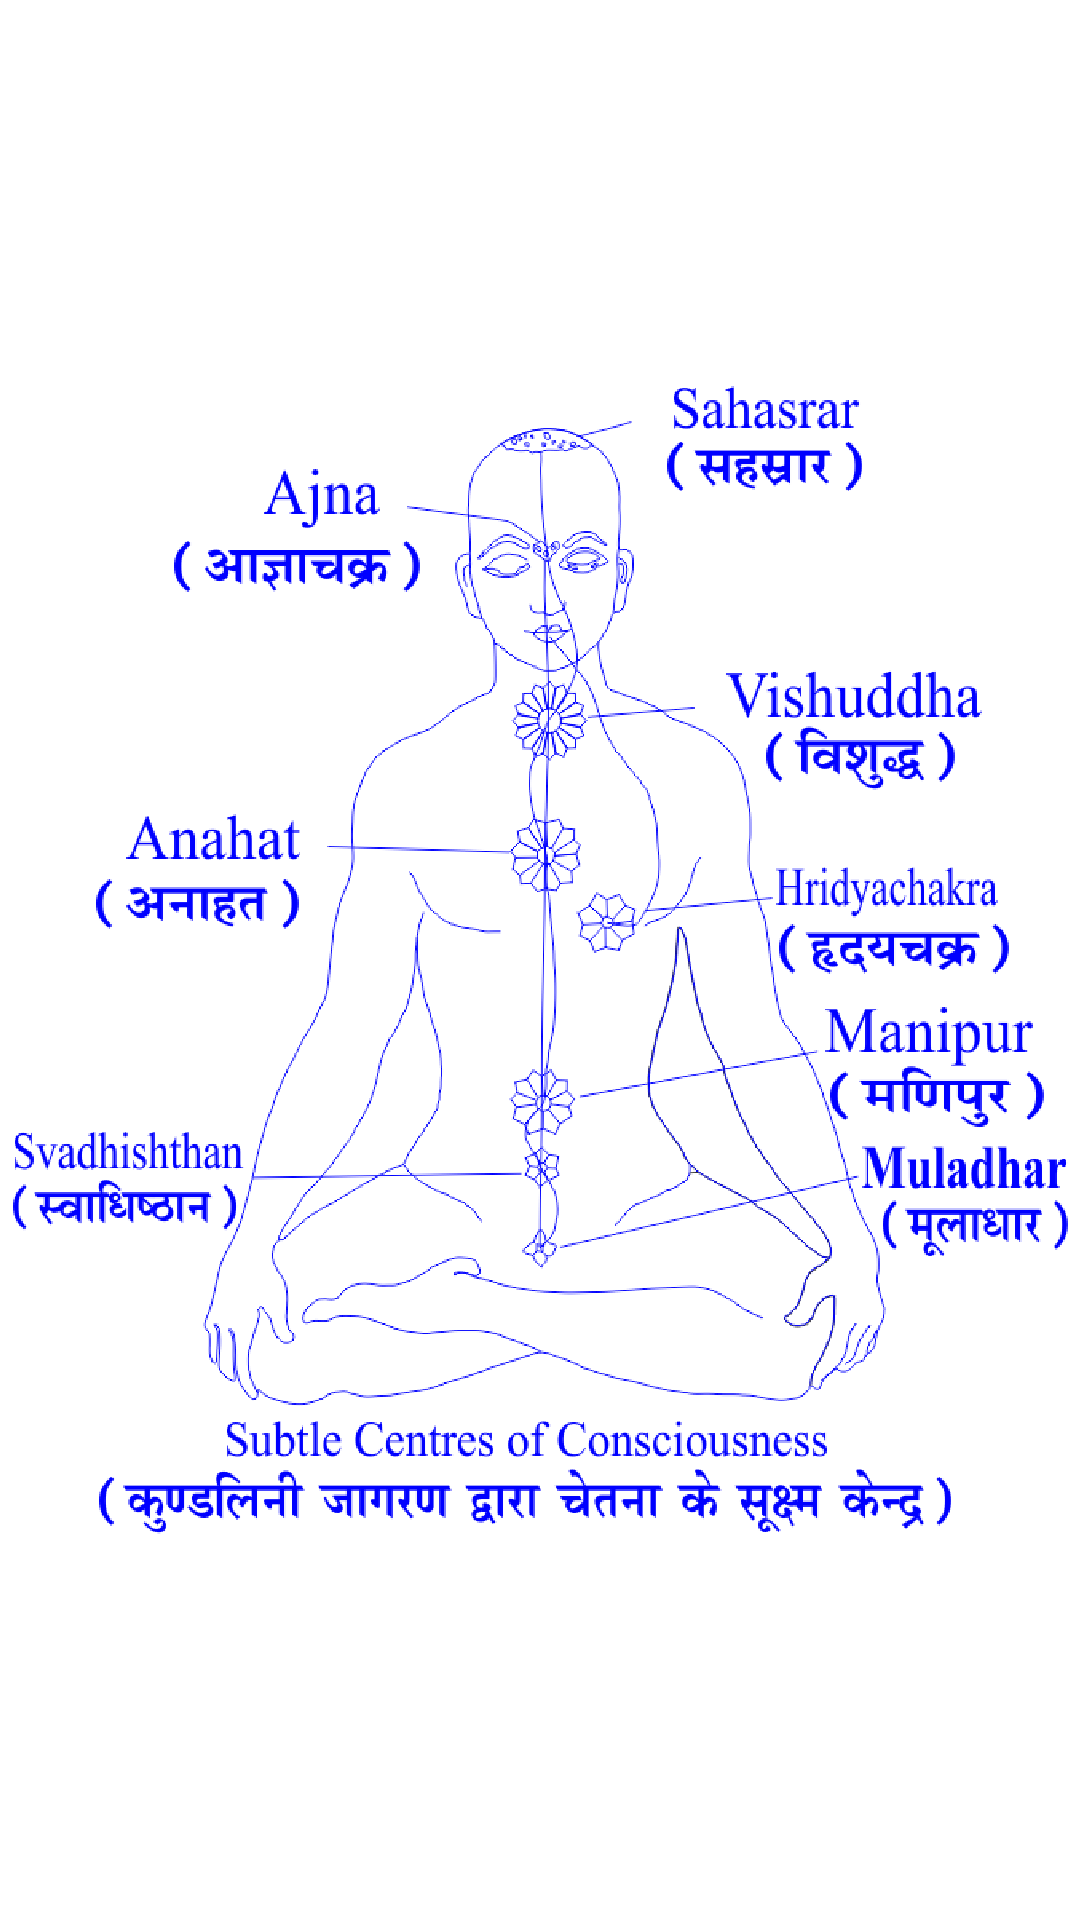 Sahasrar
( सहस्रार )
Ajna
( आज्ञाचक्र )
Vishuddha
( विशुद्ध )
Anahat
( अनाहत )
Hridyachakra
( हृदयचक्र )
Manipur
( मणिपुर )
Svadhishthan
( स्वाधिष्ठान )
Muladhar
( मूलाधार )
Subtle Centres of Consciousness
( कुण्डलिनी जागरण द्वारा चेतना के सूक्ष्म केन्द्र )